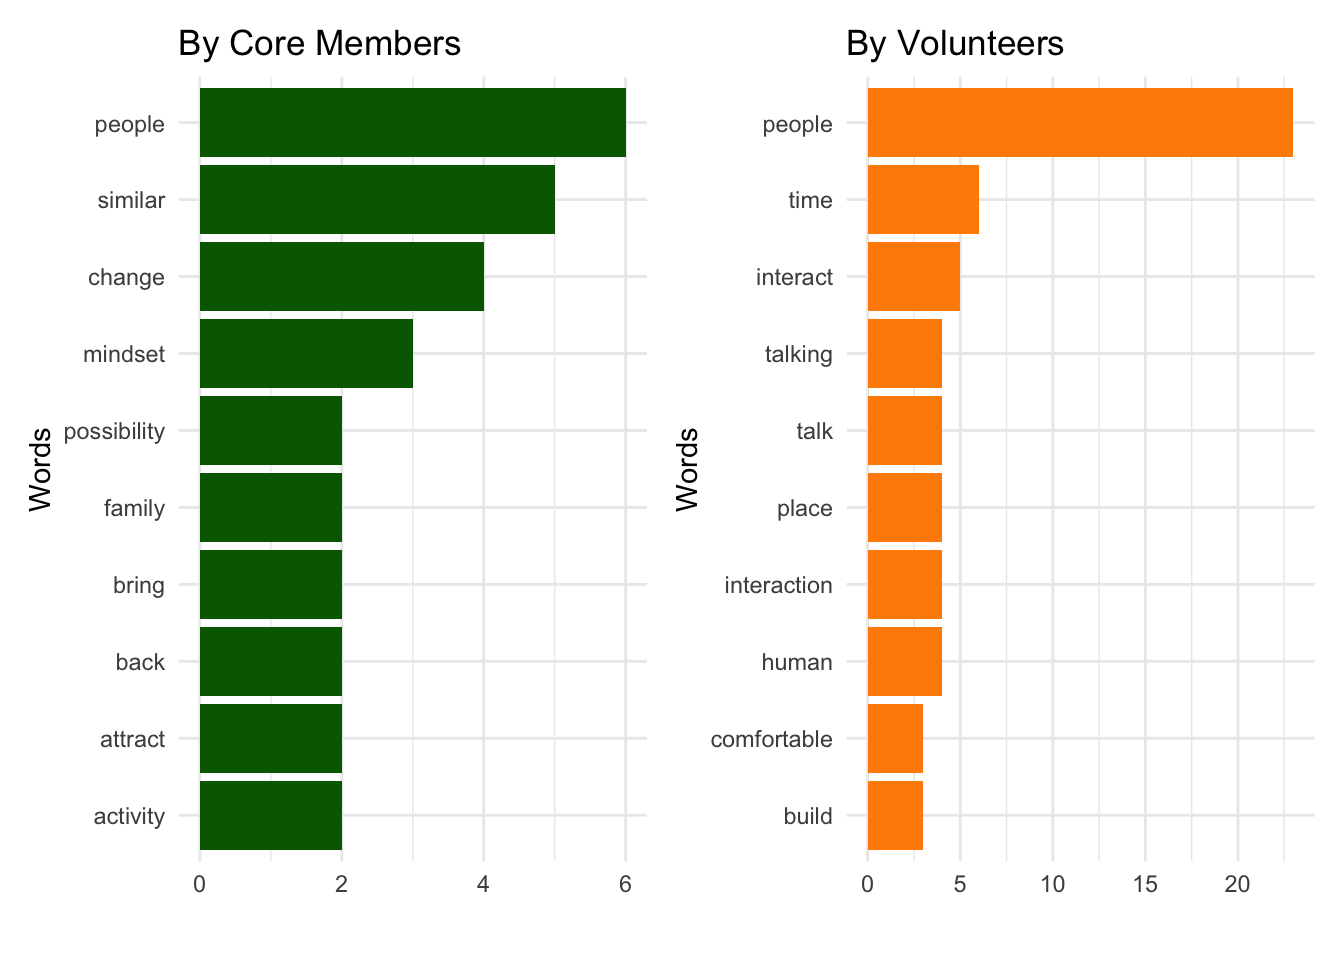 By Core Members
Words
people
similar
change
mindset
possibility
family
bring
back
attract
activity
0 2 4 6
By Volunteers
Words
people
time
interact
talking
talk
place
interaction
human
comfortable
build
0 5 10 15 20